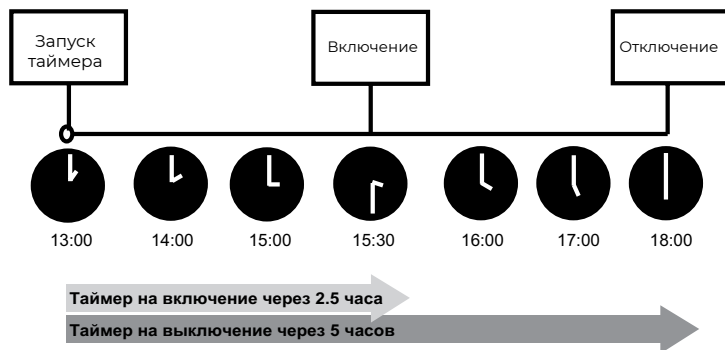 Запуск
таймера
Включение
Отключение
13:00 14:00 15:00 15:30 16:00 17:00 18:00
Таймер на включение через 2.5 часа
Таймер на выключение через 5 часов